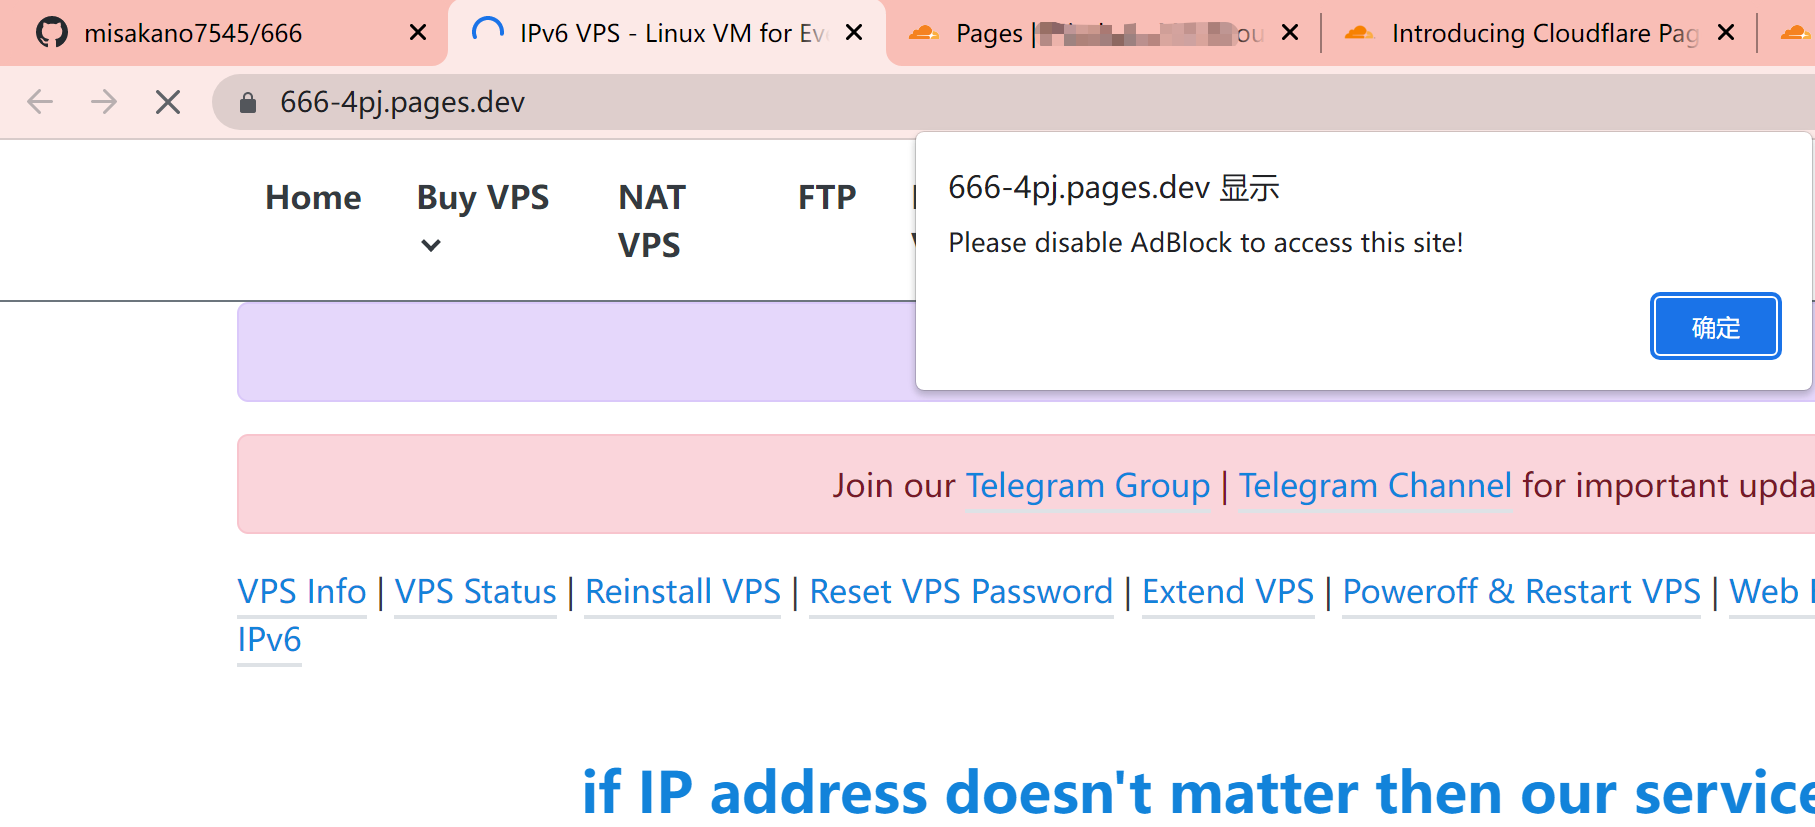 misakano7545/666
IPv6 VPS - Linux VM for Eve
Pages |
ou
Introducing Cloudflare Pag
666-4pj.pages.dev
Home
Buy VPS
NAT
VPS
FTP
666-4pj.pages.dev 显示
Please disable AdBlock to access this site!
确定
Join our Telegram Group | Telegram Channel for important upda
VPS Info | VPS Status | Reinstall VPS | Reset VPS Password | Extend VPS | Poweroff & Restart VPS | Web
IPv6
if IP address doesn't matter then our service